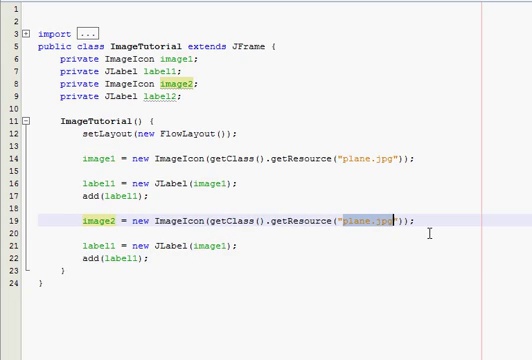 1
2
3 import ...
5 public class ImageTutorial extends JFrame {
6 private ImageIcon image1;
7 private JLabel label1;
8 private ImageIcon image2;
9 private JLabel label2;
10
11 ImageTutorial() {
12 setLayout(new FlowLayout());
13
14 image1 = new ImageIcon(getClass().getResource("plane.jpg"));
15
16 label1 = new JLabel(image1);
17 add(label1);
18
19 image2 = new ImageIcon(getClass().getResource("plane.jpg"));
20
21 label1 = new JLabel(image1);
22 add(label1);
23 }
24 }